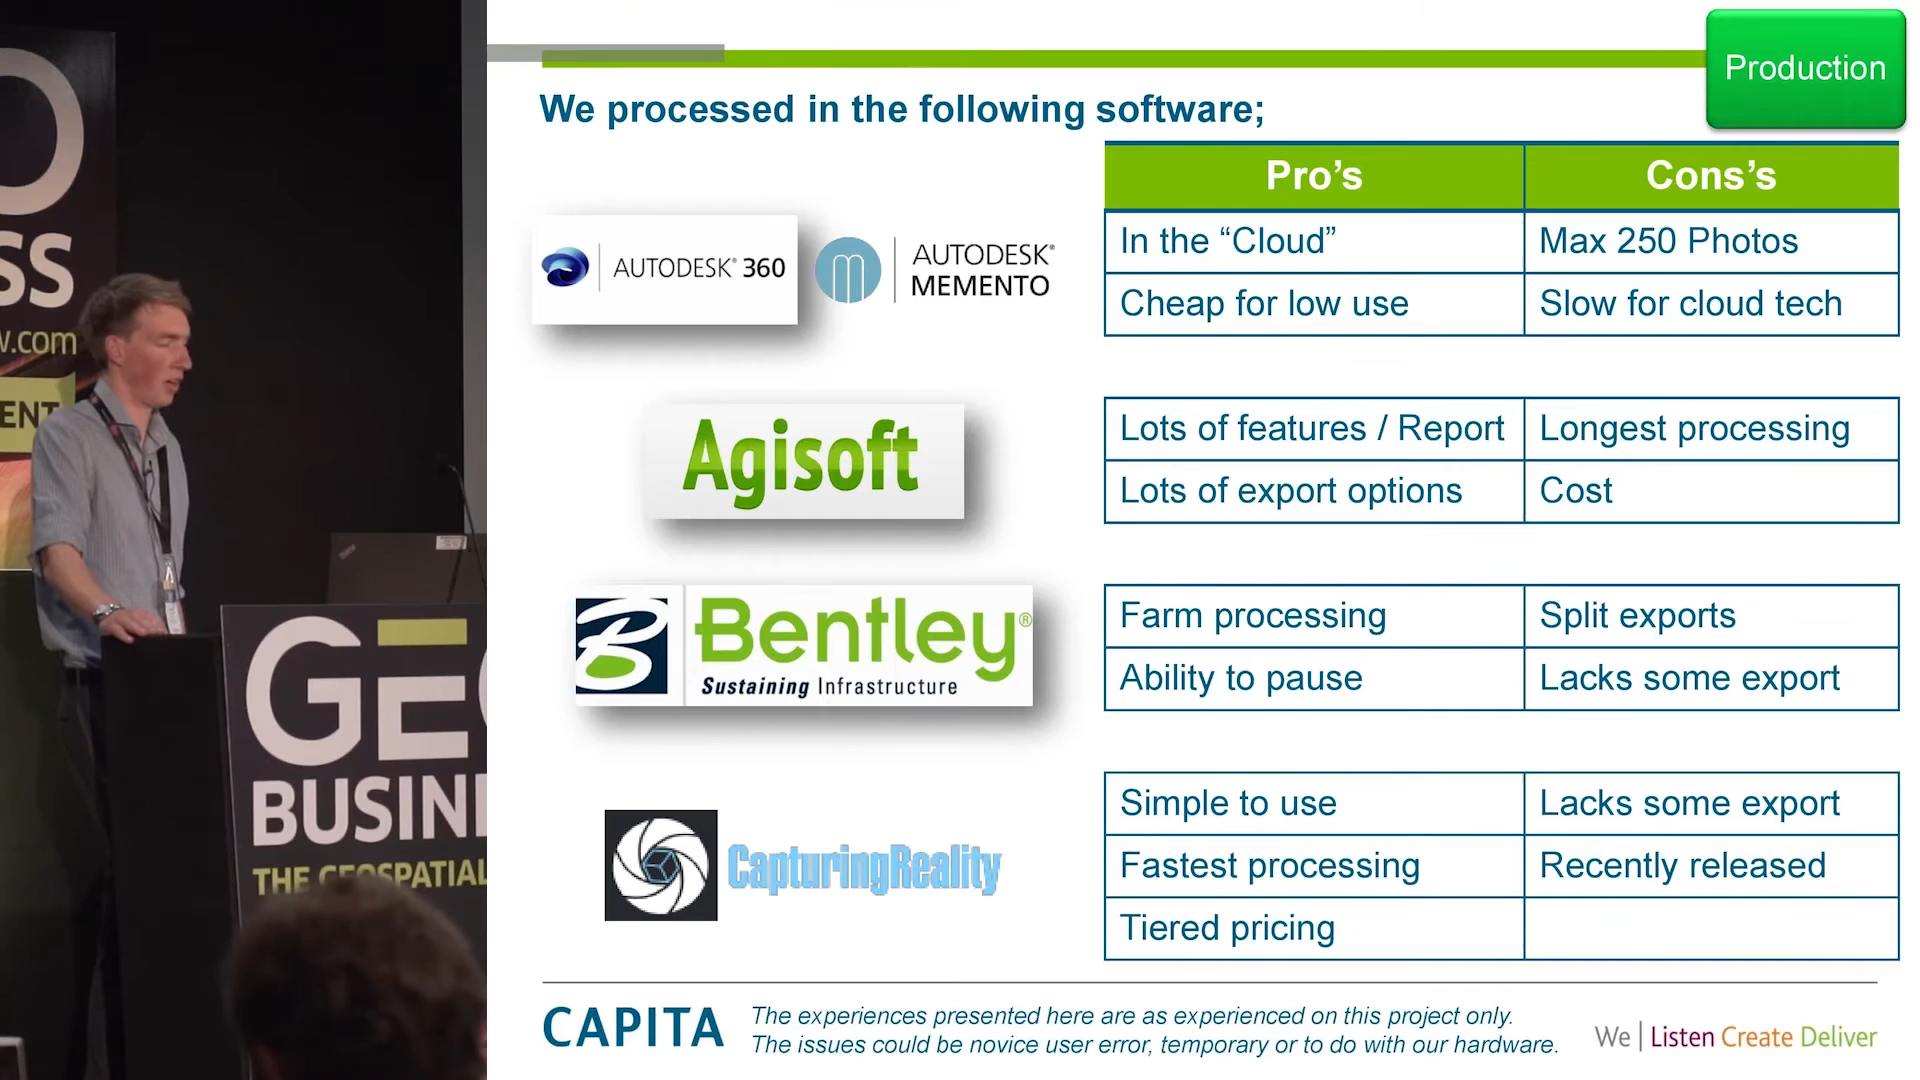 O
SS
w.com
ENT
GEO
BUSIN
THE GEOSPATIAL
Production
We processed in the following software;
Pro’s Cons’s
AUTODESK® 360
AUTODESK®
MEMENTO
In the “Cloud” Max 250 Photos
Cheap for low use Slow for cloud tech
Agisoft
Lots of features / Report Longest processing
Lots of export options Cost
B Bentley®
Sustaining Infrastructure
Farm processing Split exports
Ability to pause Lacks some export
CapturingReality
Simple to use Lacks some export
Fastest processing Recently released
Tiered pricing
CAPITA
The experiences presented here are as experienced on this project only.
The issues could be novice user error, temporary or to do with our hardware.
We | Listen Create Deliver